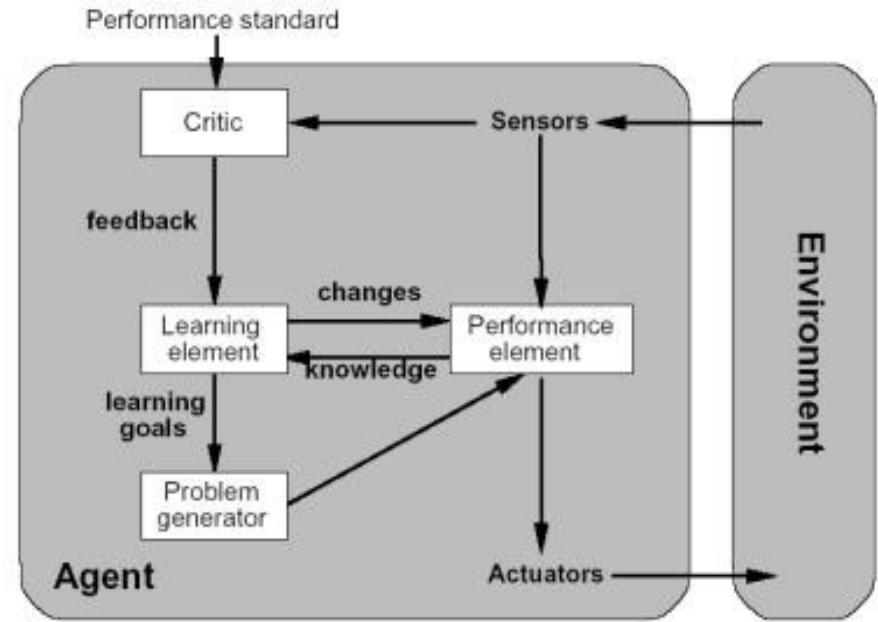 Performance standard
Critic
Sensors
feedback
changes
Learning
element
Performance
element
knowledge
learning
goals
Problem
generator
Agent
Actuators
Environment